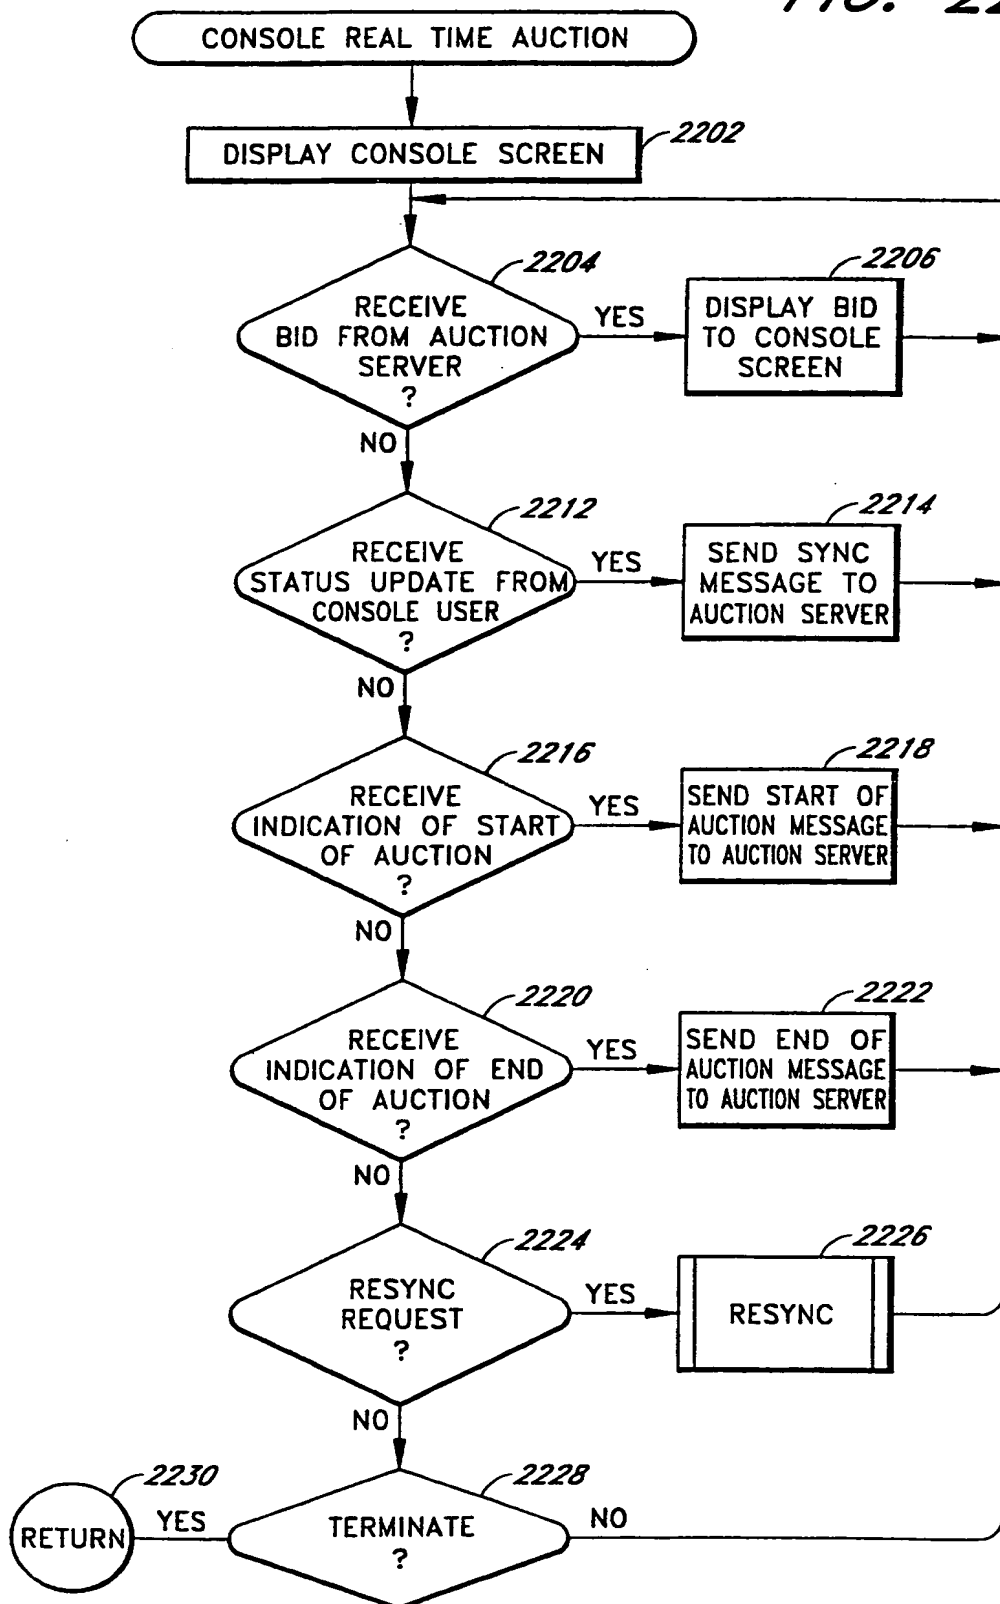 FIG. 22
CONSOLE REAL TIME AUCTION
2202
DISPLAY CONSOLE SCREEN
2204
RECEIVE
BID FROM AUCTION
SERVER
?
YES
2206
DISPLAY BID
TO CONSOLE
SCREEN
NO
2212
RECEIVE
STATUS UPDATE FROM
CONSOLE USER
?
YES
2214
SEND SYNC
MESSAGE TO
AUCTION SERVER
NO
2216
RECEIVE
INDICATION OF START
OF AUCTION
?
YES
2218
SEND START OF
AUCTION MESSAGE
TO AUCTION SERVER
NO
2220
RECEIVE
INDICATION OF END
OF AUCTION
?
YES
2222
SEND END OF
AUCTION MESSAGE
TO AUCTION SERVER
NO
2224
RESYNC
REQUEST
?
YES
2226
RESYNC
NO
2228
TERMINATE
?
NO
YES
2230
RETURN